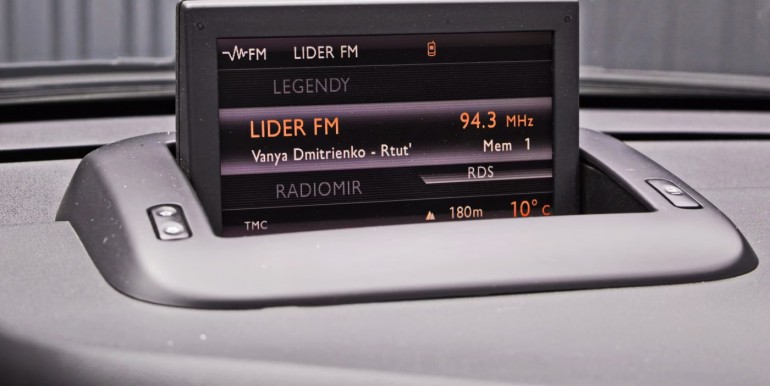 FM LIDER FM
LEGENDY
LIDER FM 94.3 MHz
Vanya Dmitrienko - Rtut' Mem 1
RADIOMIR RDS
TMC 180m 10° C